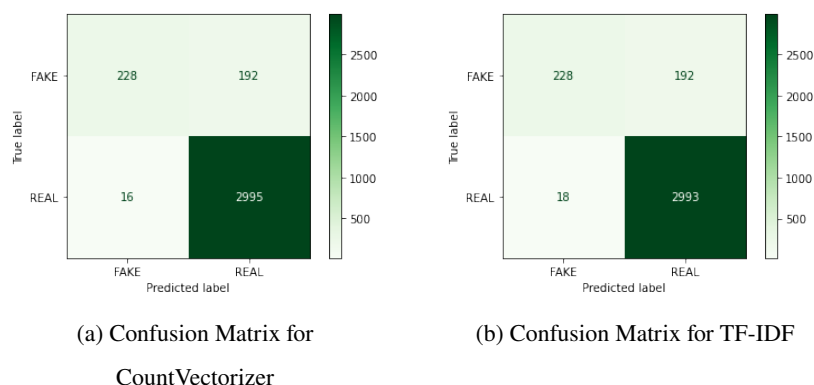 FAKE
228
192
True label
REAL
16
2995
FAKE
REAL
Predicted label
2500
2000
1500
1000
500
(a) Confusion Matrix for
CountVectorizer
FAKE
228
192
True label
REAL
18
2993
FAKE
REAL
Predicted label
2500
2000
1500
1000
500
(b) Confusion Matrix for TF-IDF